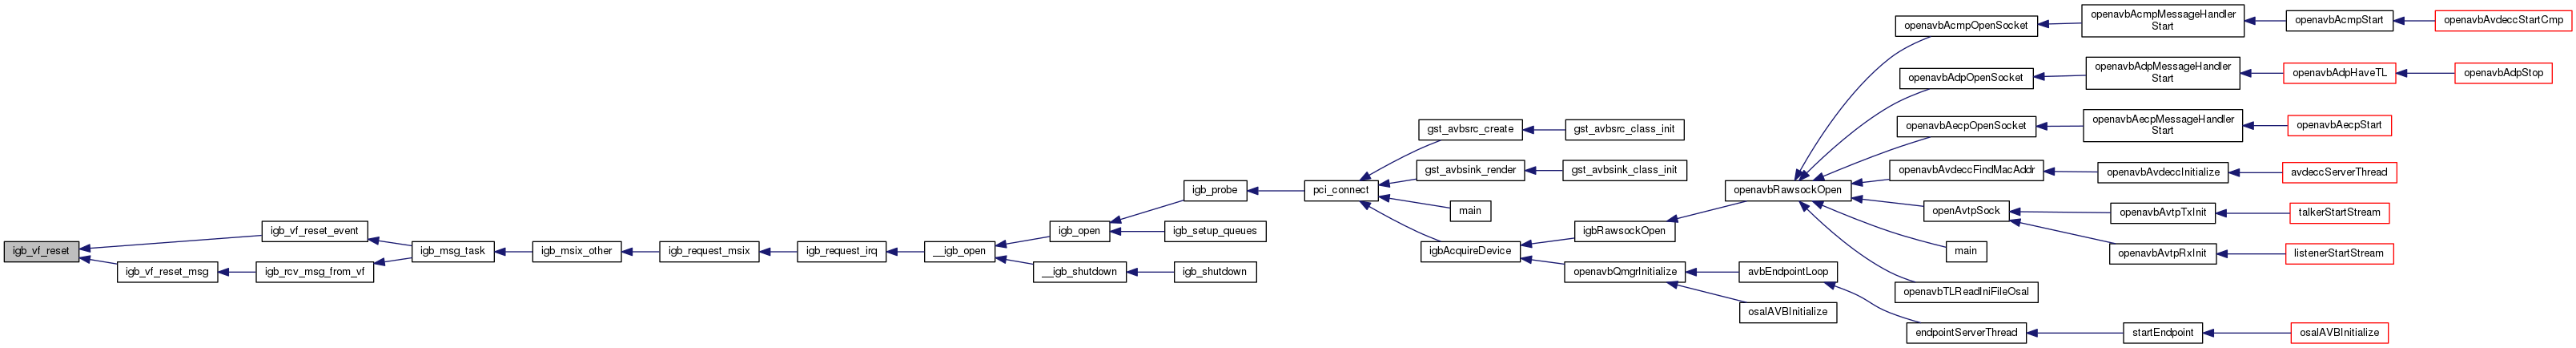 igb_vf_reset
igb_vf_reset_event
igb_vf_reset_msg
igb_rcv_msg_from_vf
igb_msg_task
igb_msix_other
igb_request_msix
igb_request_irq
__igb_open
igb_open
__igb_shutdown
igb_probe
igb_setup_queues
igb_shutdown
pci_connect
gst_avbsrc_create
gst_avbsink_render
main
igbAcquireDevice
gst_avbsrc_class_init
gst_avbsink_class_init
igbRawsockOpen
openavbQmgrInitialize
openavbRawsockOpen
avbEndpointLoop
osalAVBInitialize
openavbAcmpOpenSocket
openavbAdpOpenSocket
openavbAecpOpenSocket
openavbAvdeccFindMacAddr
openAvtpSock
main
openavbTLReadIniFileOsal
endpointServerThread
openavbAcmpMessageHandler
Start
openavbAdpMessageHandler
Start
openavbAecpMessageHandler
Start
openavbAvdeccInitialize
openavbAvtpTxInit
openavbAvtpRxInit
startEndpoint
openavbAcmpStart
openavbAdpHaveTL
openavbAecpStart
avdeccServerThread
talkerStartStream
listenerStartStream
osalAVBInitialize
openavbAvdeccStartCmp
openavbAdpStop